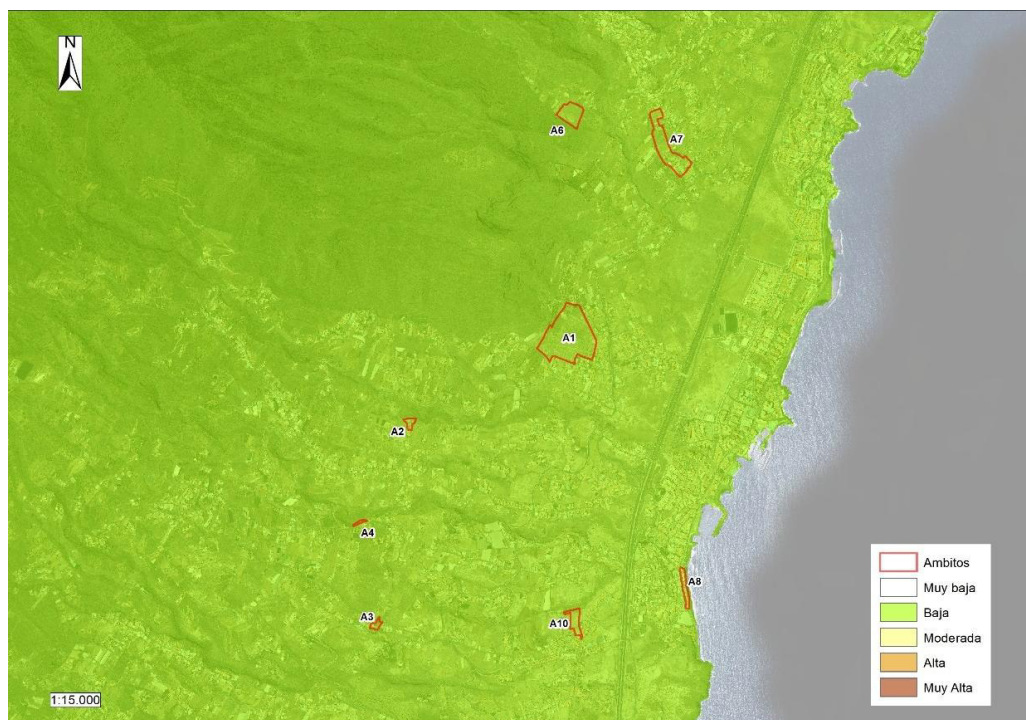 N
A6
A7
A1
A2
A4
A8
A3
A10
Ambitos
Muy baja
Baja
Moderada
Alta
Muy Alta
1:15.000